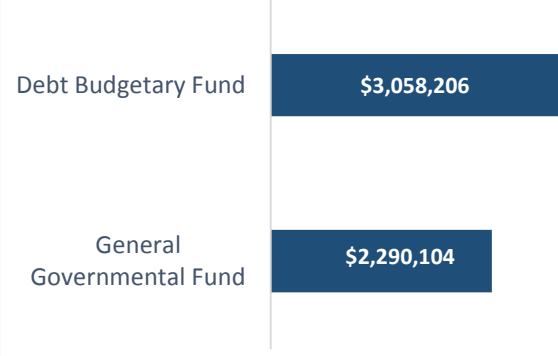 Debt Budgetary Fund
$3,058,206
General
Governmental Fund
$2,290,104